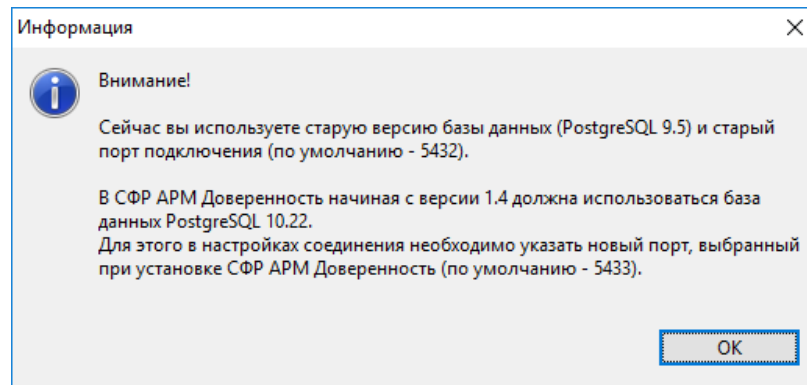 Информация
Внимание!
Сейчас вы используете старую версию базы данных (PostgreSQL 9.5) и старый
порт подключения (по умолчанию - 5432).
В СФР АРМ Доверенность начиная с версии 1.4 должна использоваться база
данных PostgreSQL 10.22.
Для этого в настройках соединения необходимо указать новый порт, выбранный
при установке СФР АРМ Доверенность (по умолчанию - 5433).
ОК